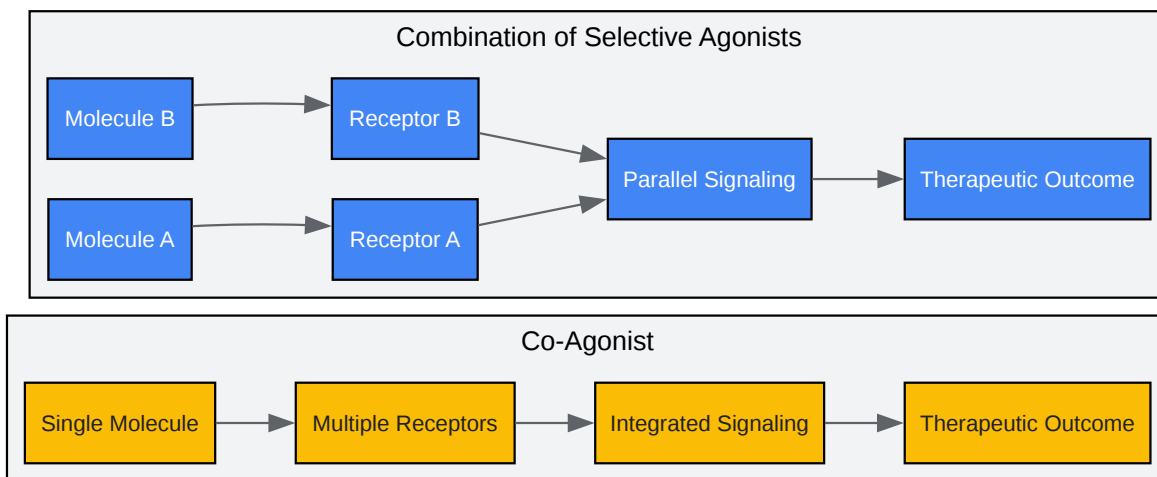 Combination of Selective Agonists
Molecule B
Receptor B
Parallel Signaling
Therapeutic Outcome
Molecule A
Receptor A
Co-Agonist
Single Molecule
Multiple Receptors
Integrated Signaling
Therapeutic Outcome